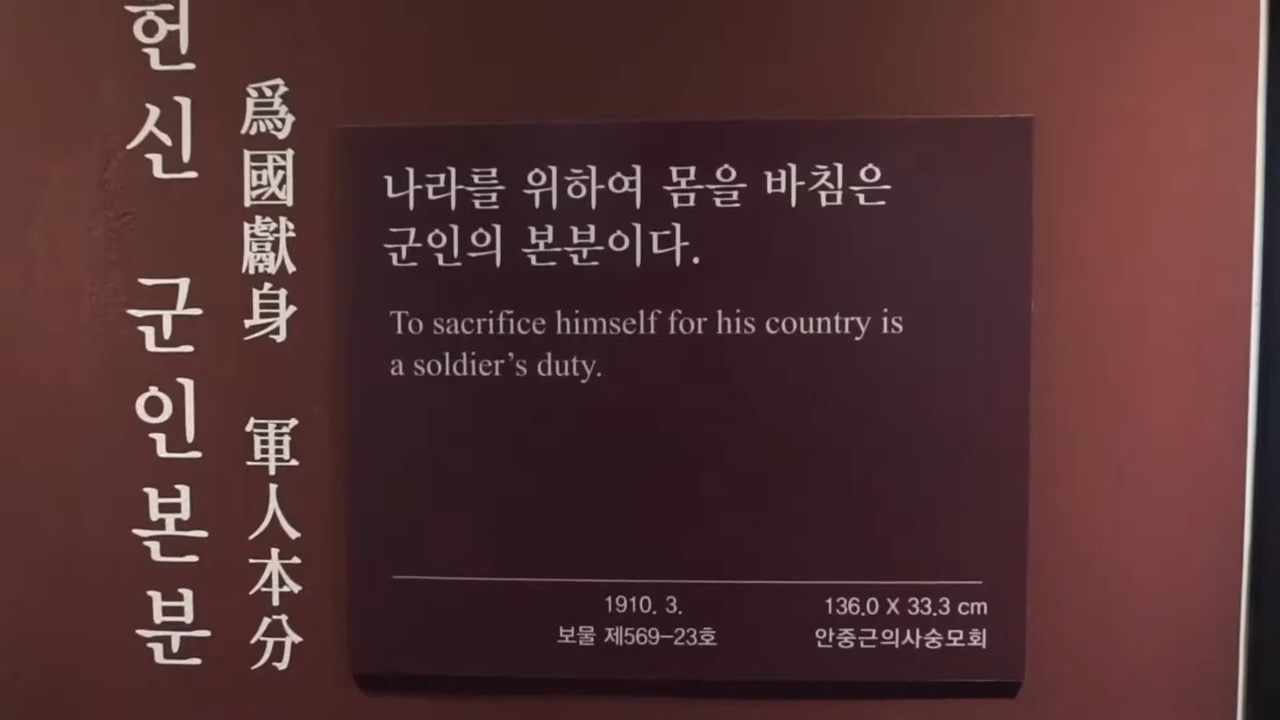 헌신 군인본분
爲國獻身 軍人本分
나라를 위하여 몸을 바침은
군인의 본분이다.
To sacrifice himself for his country is
a soldier's duty.
1910. 3.
보물 제569-23호
136.0 X 33.3 cm
안중근의사숭모회